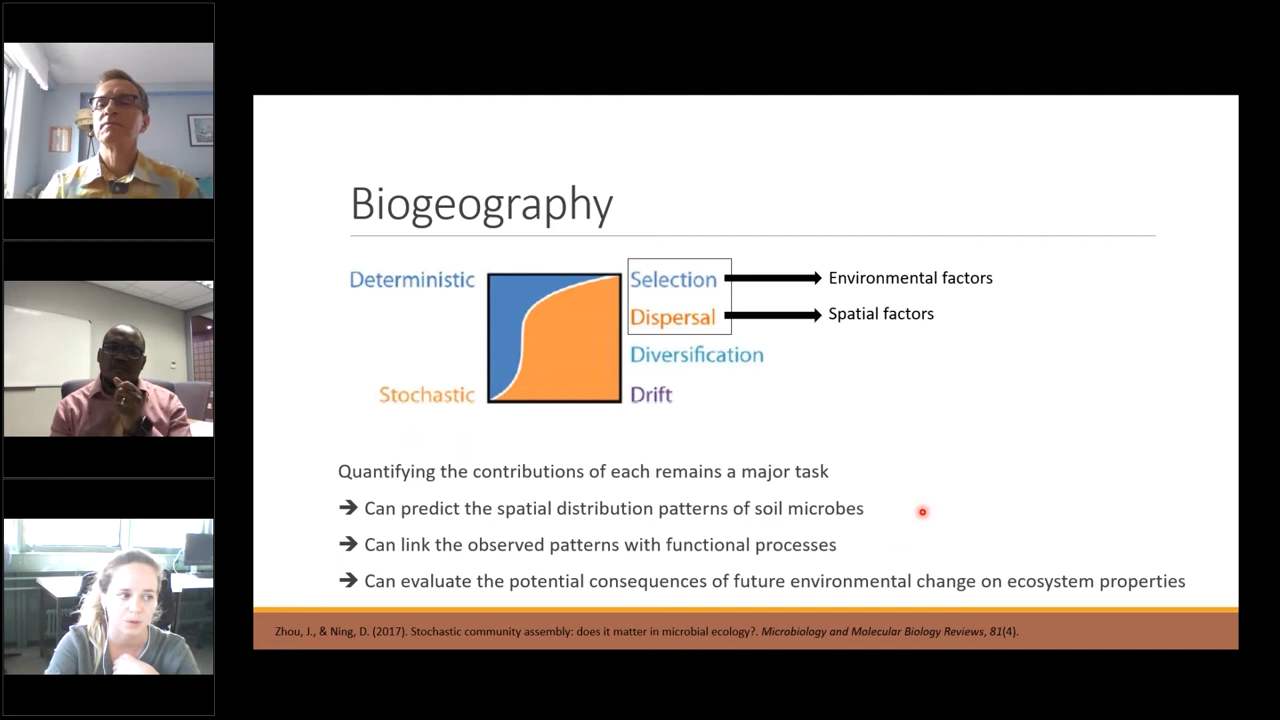 Biogeography
Deterministic
Selection
Environmental factors
Dispersal
Spatial factors
Diversification
Stochastic
Drift
Quantifying the contributions of each remains a major task
➔ Can predict the spatial distribution patterns of soil microbes
➔ Can link the observed patterns with functional processes
➔ Can evaluate the potential consequences of future environmental change on ecosystem properties
Zhou, J., & Ning, D. (2017). Stochastic community assembly: does it matter in microbial ecology?. Microbiology and Molecular Biology Reviews, 81(4).